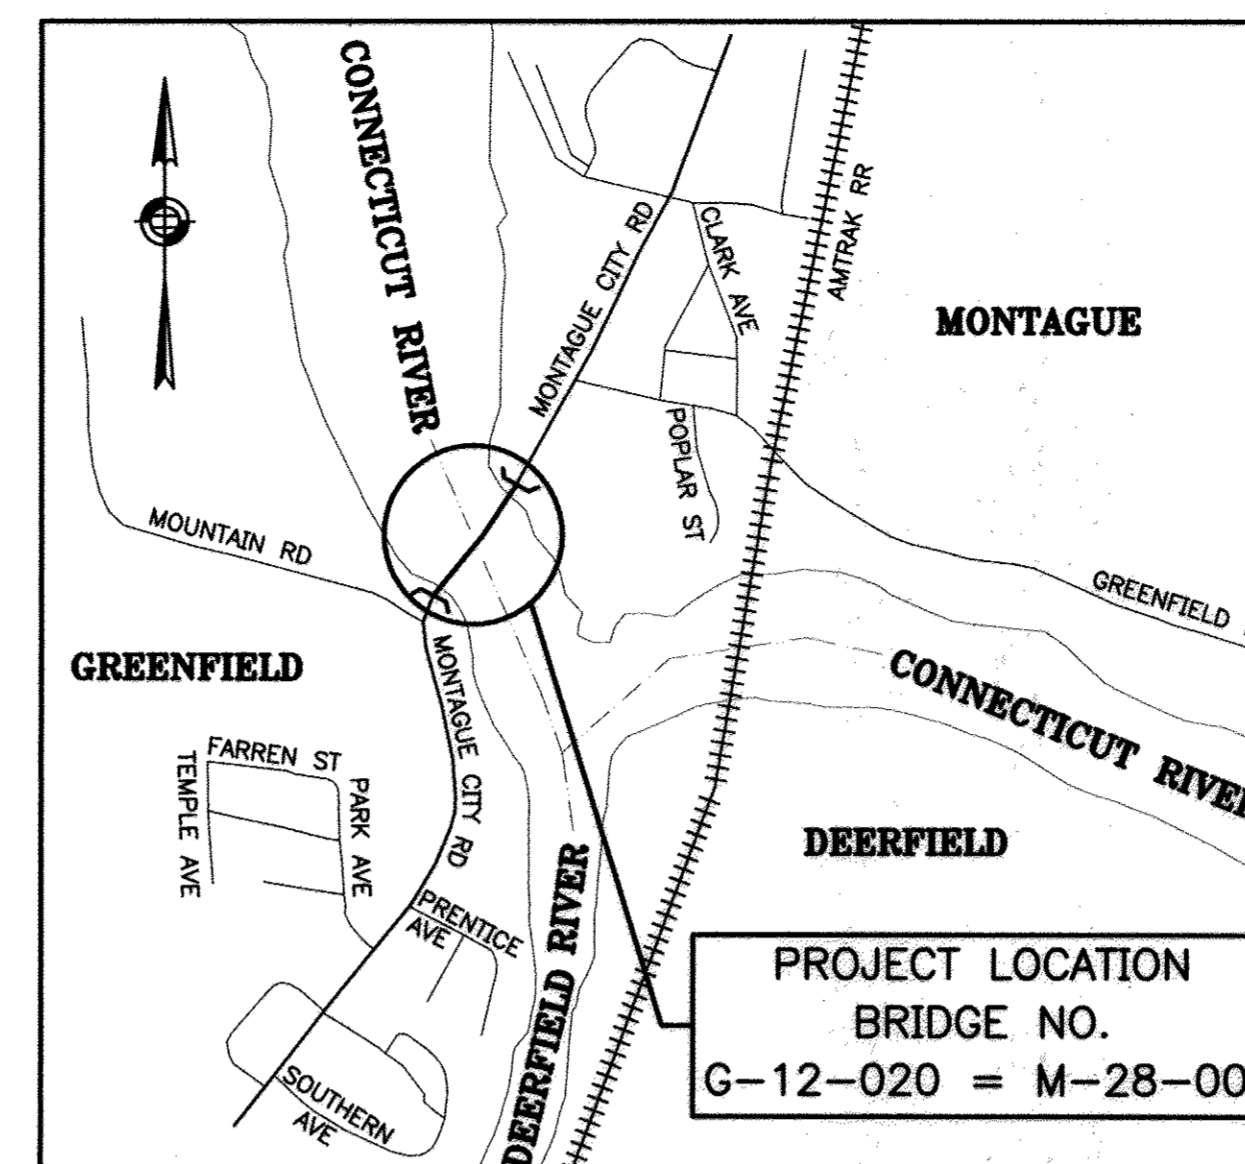 CONNECTICUT RIVER
MONTAGUE CITY RD
CLARK AVE
AMTRAK RR
MONTAGUE
POPLAR ST
MOUNTAIN RD
GREENFIELD
GREENFIELD
MONTAGUE CITY RD
CONNECTICUT RIVER
FARREN ST
TEMPLE AVE
PARK AVE
DEERFIELD
PRENTICE
AVE
DEERFIELD RIVER
SOUTHERN
AVE
PROJECT LOCATION
BRIDGE NO.
G-12-020 = M-28-00